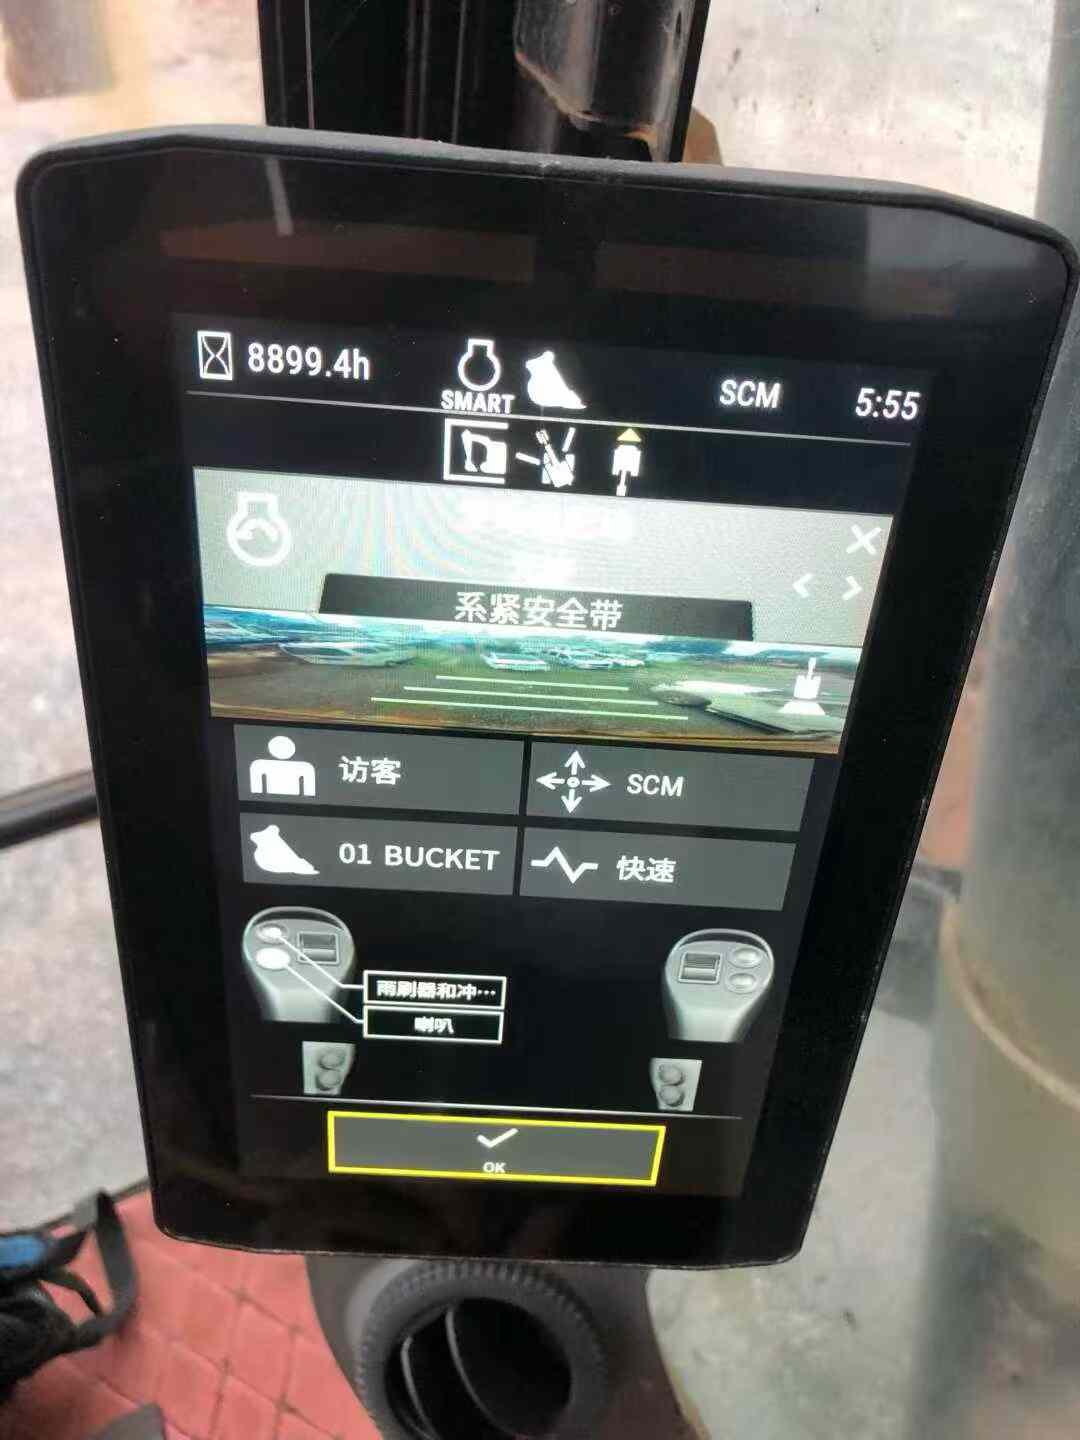 8899.4h
SMART
SCM
5:55
系紧安全带
访客
SCM
01 BUCKET
快速
雨刷器和冲…
喇叭
OK